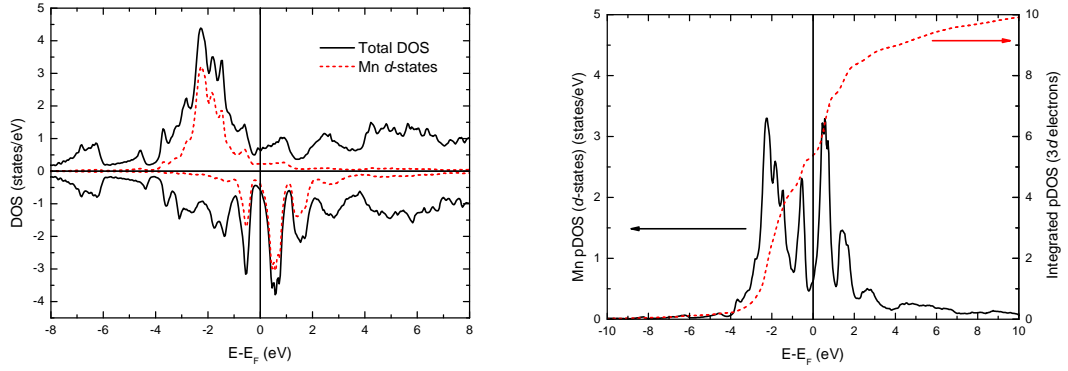 5
4
3
2
1
0
-1
-2
-3
-4
DOS (states/eV)
-8 -6 -4 -2 0 2 4 6 8
E-E_F (eV)
Total DOS
Mn d-states
5
4
3
2
1
0
Mn pDOS (d-states) (states/eV)
-10 -8 -6 -4 -2 0 2 4 6 8 10
E-E_F (eV)
10
8
6
4
2
0
Integrated pDOS (3d electrons)